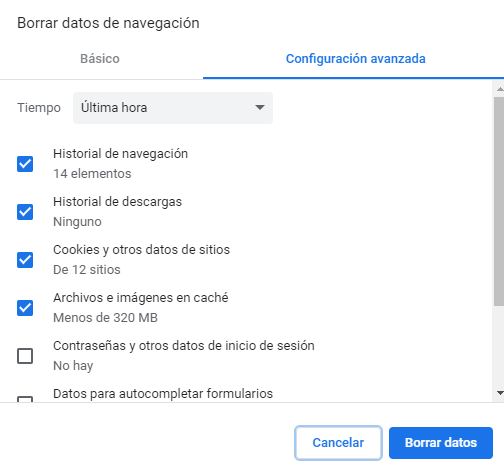 Borrar datos de navegación
Básico
Configuración avanzada
Tiempo
Última hora
Historial de navegación
14 elementos
Historial de descargas
Ninguno
Cookies y otros datos de sitios
De 12 sitios
Archivos e imágenes en caché
Menos de 320 MB
Contraseñas y otros datos de inicio de sesión
No hay
Datos para autocompletar formularios
Cancelar
Borrar datos